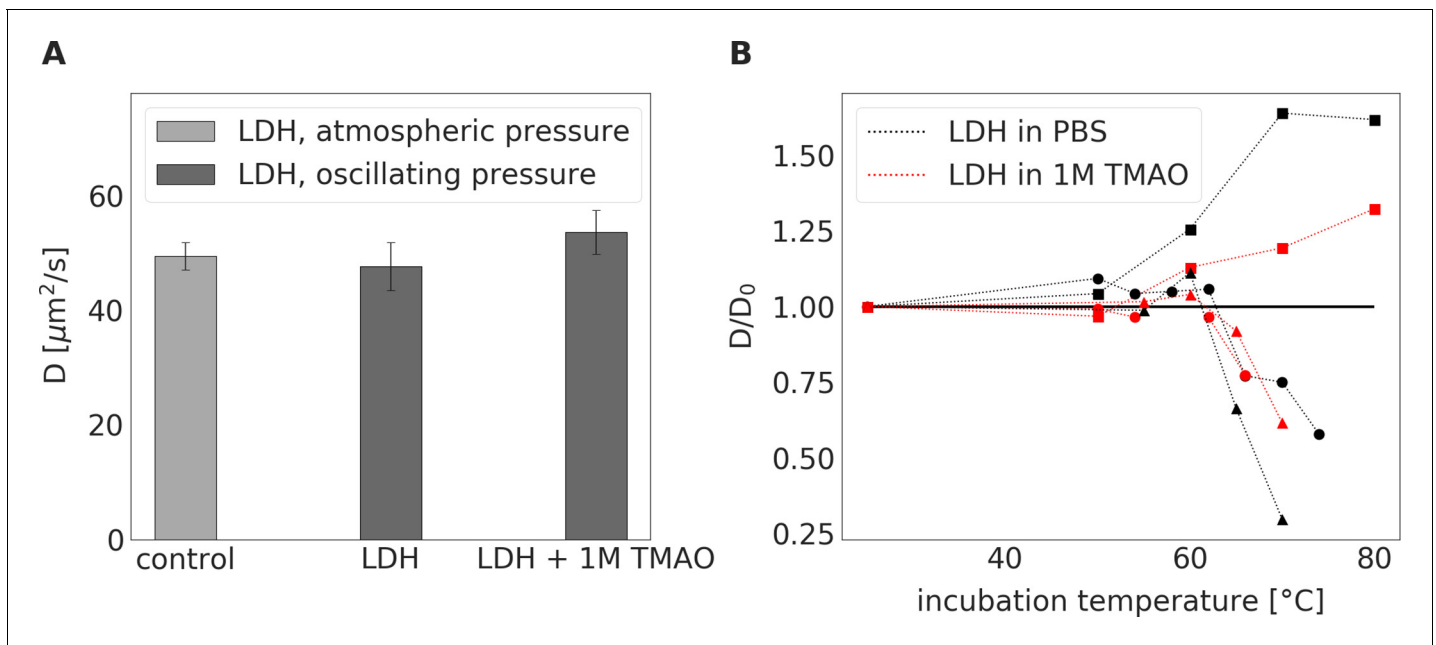 A
LDH, atmospheric pressure
LDH, oscillating pressure
D [μm²/s]
60
40
20
0
control
LDH
LDH + 1M TMAO
B
LDH in PBS
LDH in 1M TMAO
D/D₀
1.50
1.25
1.00
0.75
0.50
0.25
40
60
80
incubation temperature [°C]